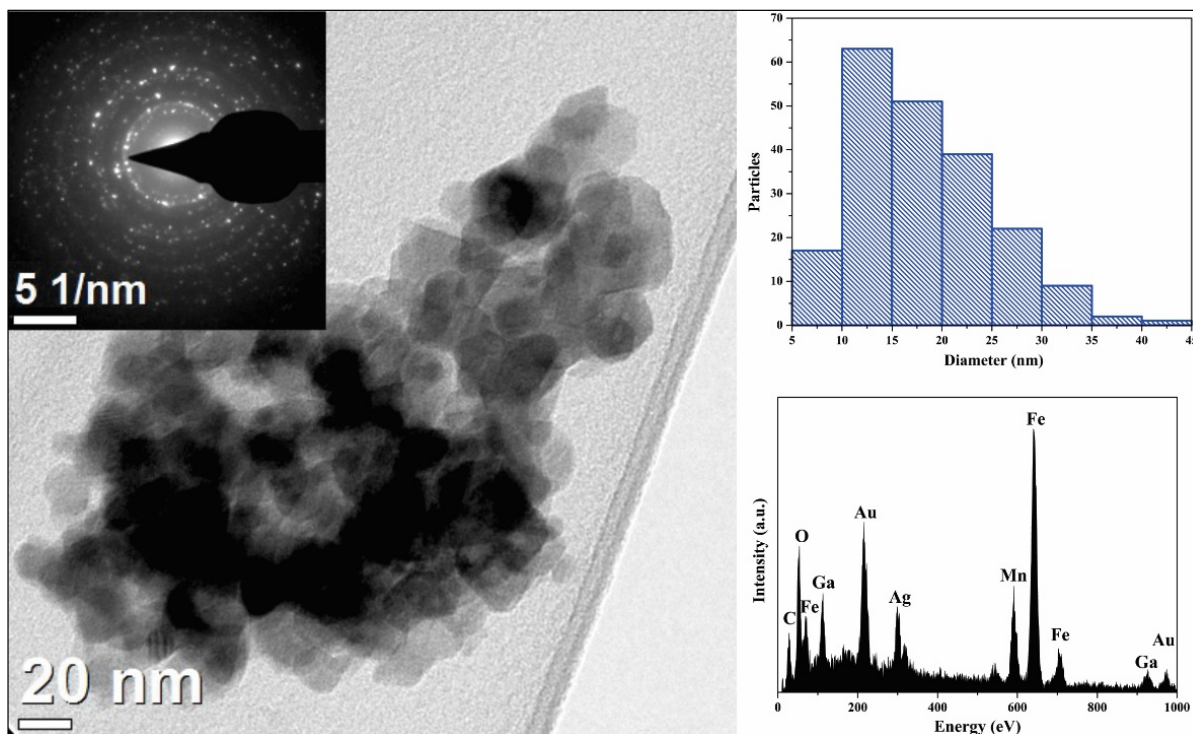 5 1/nm
20 nm
70
60
50
40
30
20
10
0
Particles
5 10 15 20 25 30 35 40 45
Diameter (nm)
Fe
Au
O
Mn
Ga
Ag
Fe
C
Fe
Au
Ga
Intensity (a.u.)
0 200 400 600 800 1000
Energy (eV)